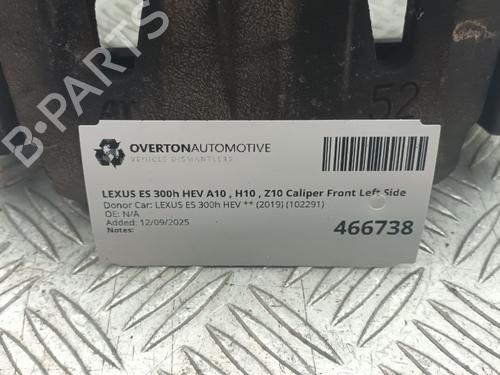 B-PARTS
52
OVERTONAUTOMOTIVE
VEHICLE DISMANTLERS
LEXUS ES 300h HEV A10 , H10 , Z10 Caliper Front Left Side
Donor Car: LEXUS ES 300h HEV ** (2019) (102291)
OE: N/A
Added: 12/09/2025
Notes:
466738